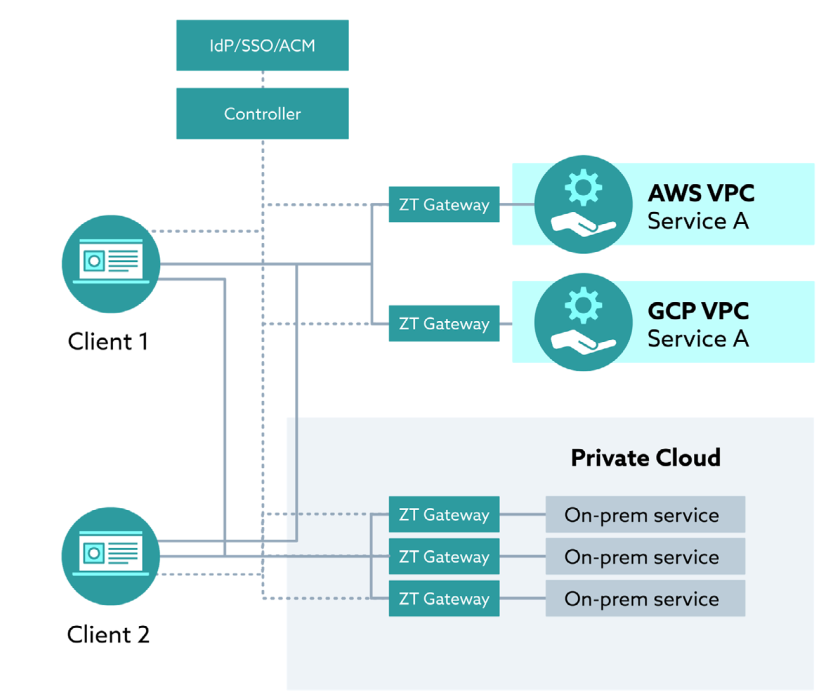 IdP/SSO/ACM
Controller
ZT Gateway
AWS VPC
Service A
Client 1
ZT Gateway
GCP VPC
Service A
Private Cloud
ZT Gateway
On-prem service
ZT Gateway
On-prem service
ZT Gateway
On-prem service
Client 2